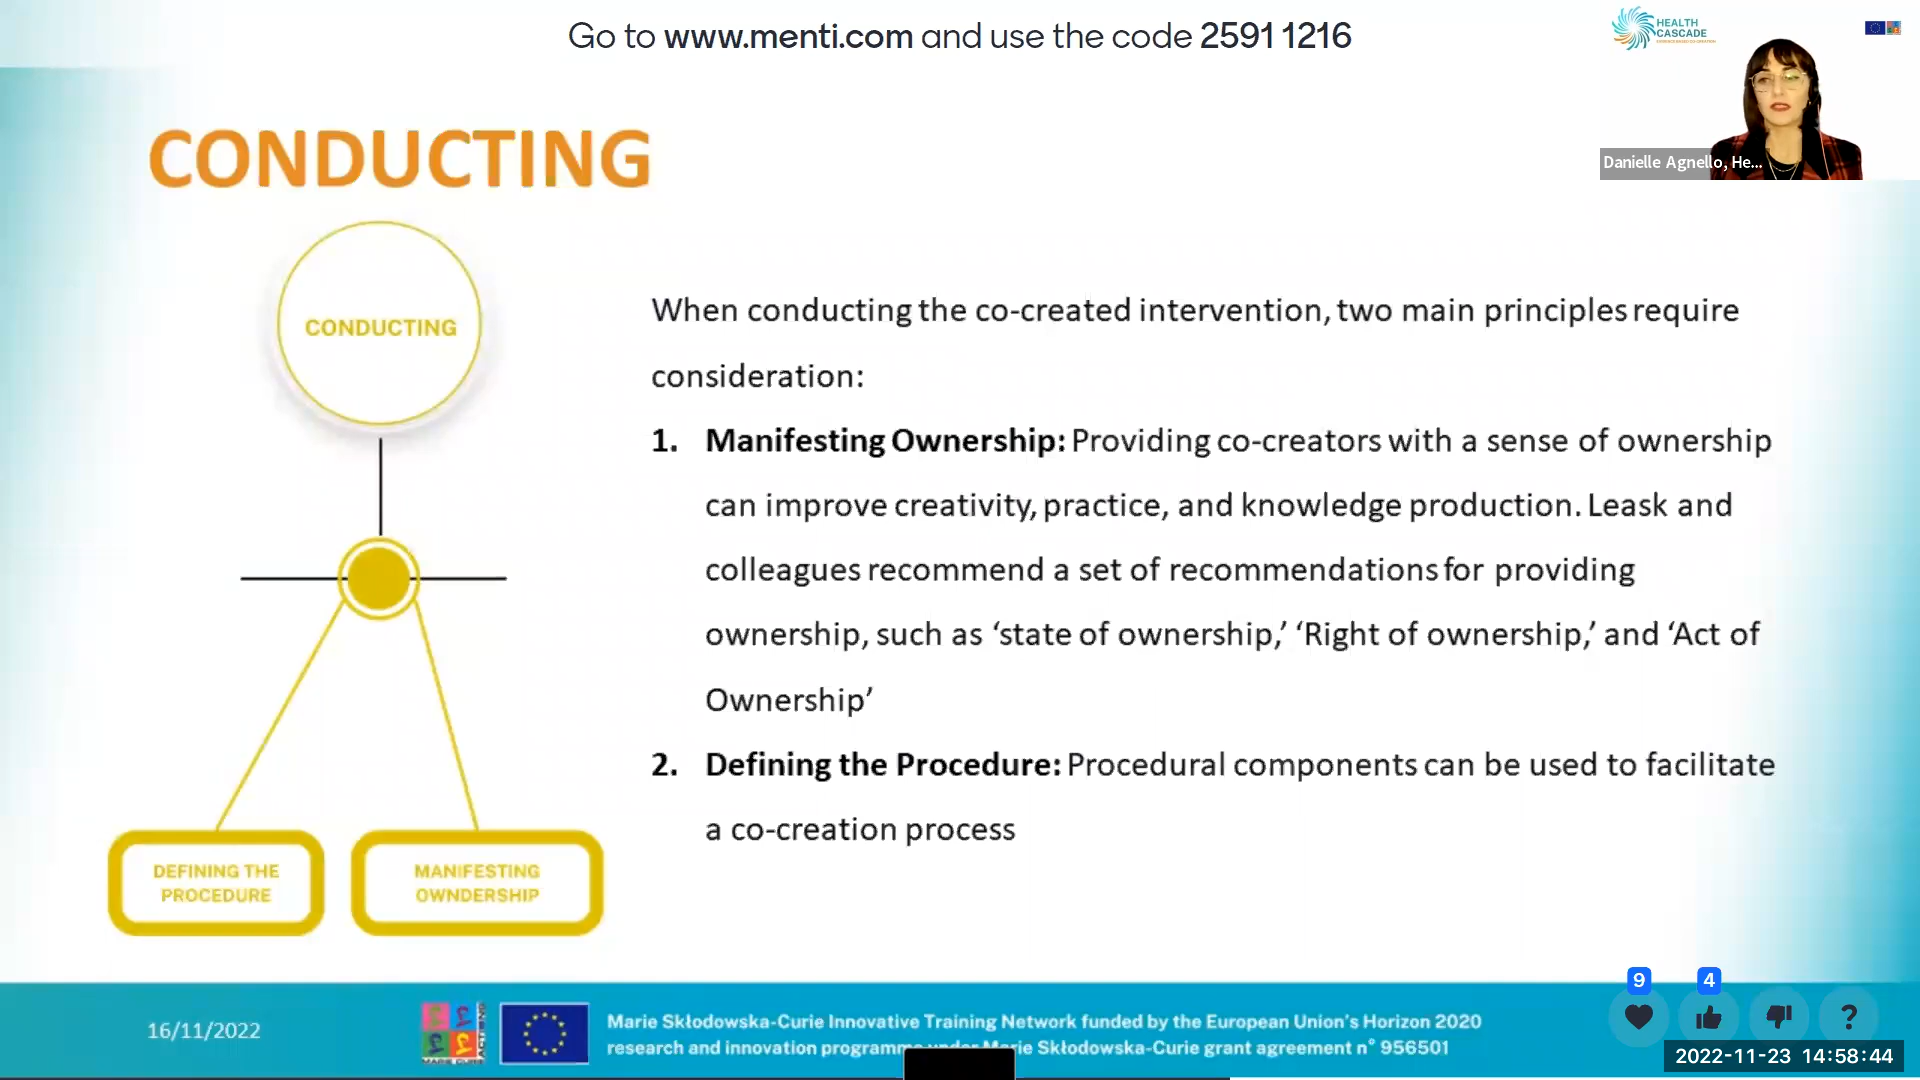 Go to www.menti.com and use the code 2591 1216
HEALTH
CASCADE
Danielle Agnello, He...
CONDUCTING
CONDUCTING
When conducting the co-created intervention, two main principles require
consideration:
1. Manifesting Ownership: Providing co-creators with a sense of ownership
can improve creativity, practice, and knowledge production. Leask and
colleagues recommend a set of recommendations for providing
ownership, such as ‘state of ownership,’ ‘Right of ownership,’ and ‘Act of
Ownership’
2. Defining the Procedure: Procedural components can be used to facilitate
a co-creation process
DEFINING THE
PROCEDURE
MANIFESTING
OWNDERSHIP
9
4
16/11/2022
Marie Skłodowska-Curie Innovative Training Network funded by the European Union's Horizon 2020
research and innovation programme under Marie Skłodowska-Curie grant agreement n° 956501
?
2022-11-23 14:58:44